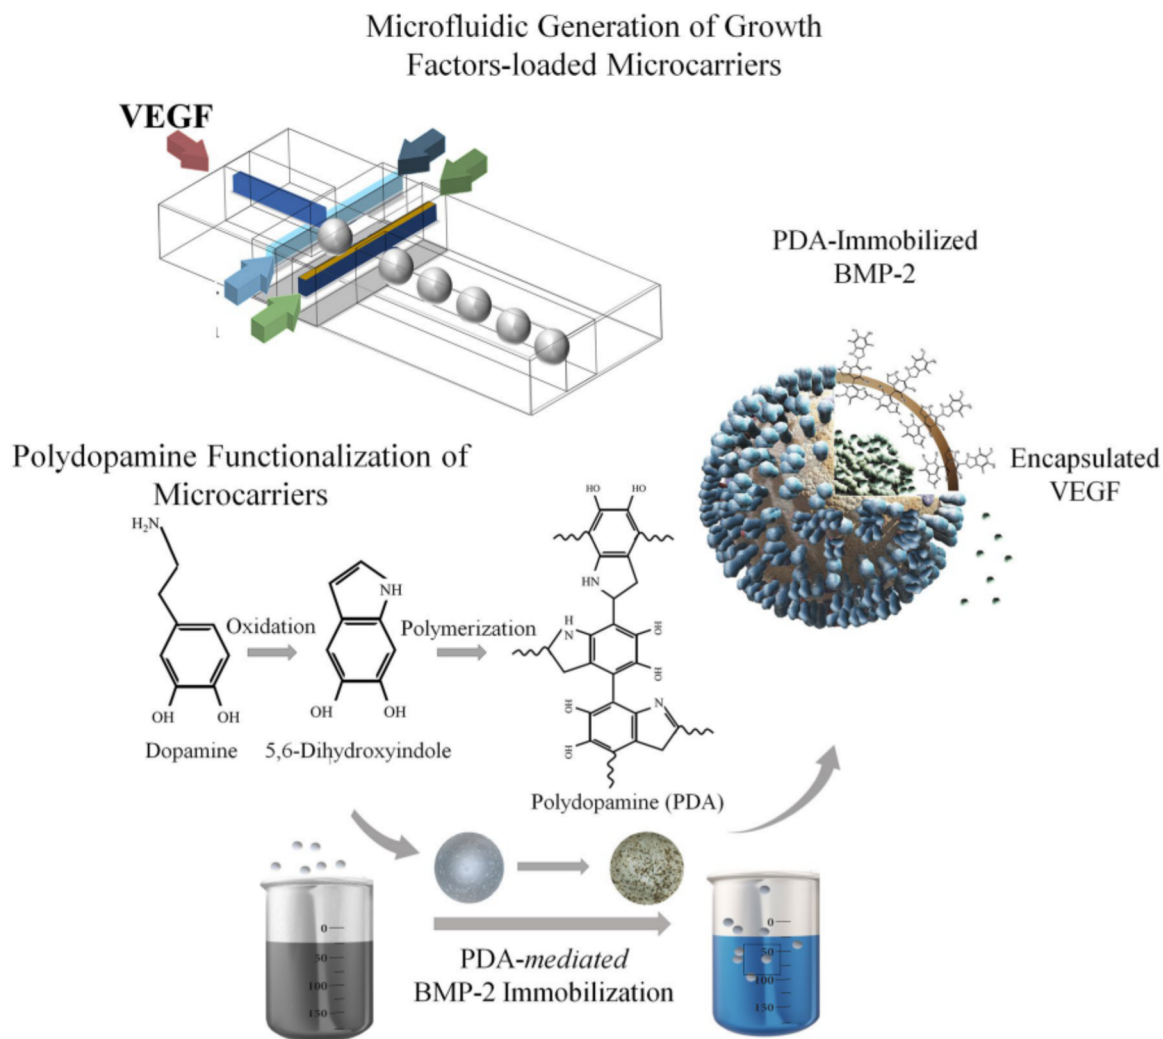 Microfluidic Generation of Growth
Factors-loaded Microcarriers
VEGF
PDA-Immobilized
BMP-2
Encapsulated
VEGF
Polydopamine Functionalization of
Microcarriers
H₂N
OH
OH
Dopamine
Oxidation
NH
OH
OH
5,6-Dihydroxyindole
Polymerization
HO
HO
HN
H
N
OH
OH
N
OH
OH
Polydopamine (PDA)
0
50
100
150
PDA-mediated
BMP-2 Immobilization
0
50
100
150